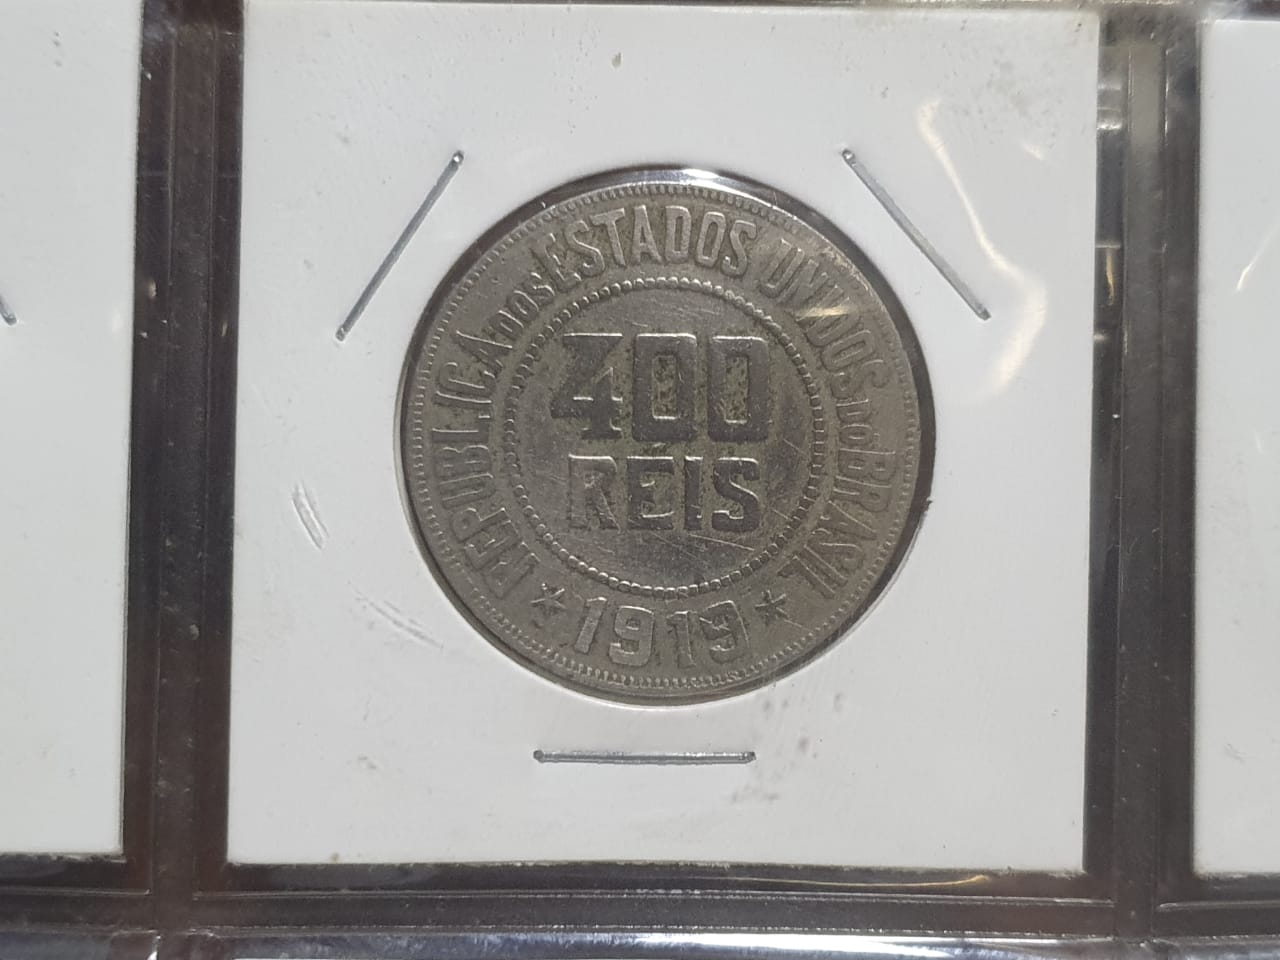 REPUBLICA DOS ESTADOS UNIDOS DO BRASIL
400
REIS
★ 1919 ★